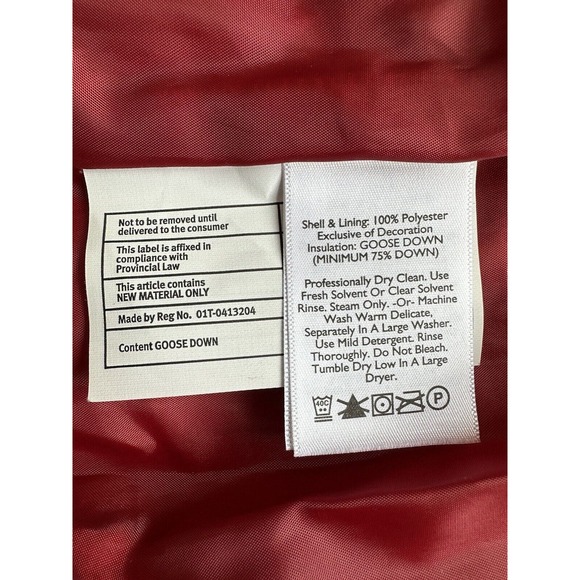 Not to be removed until
delivered to the consumer
This label is affixed in
compliance with
Provincial Law
This article contains
NEW MATERIAL ONLY
Made by Reg No. 01T-0413204
Content GOOSE DOWN
Shell & Lining: 100% Polyester
Exclusive of Decoration
Insulation: GOOSE DOWN
(MINIMUM 75% DOWN)
Professionally Dry Clean. Use
Fresh Solvent Or Clear Solvent
Rinse. Steam Only. -Or- Machine
Wash Warm Delicate,
Separately In A Large Washer.
Use Mild Detergent. Rinse
Thoroughly. Do Not Bleach.
Tumble Dry Low In A Large
Dryer.
40C P